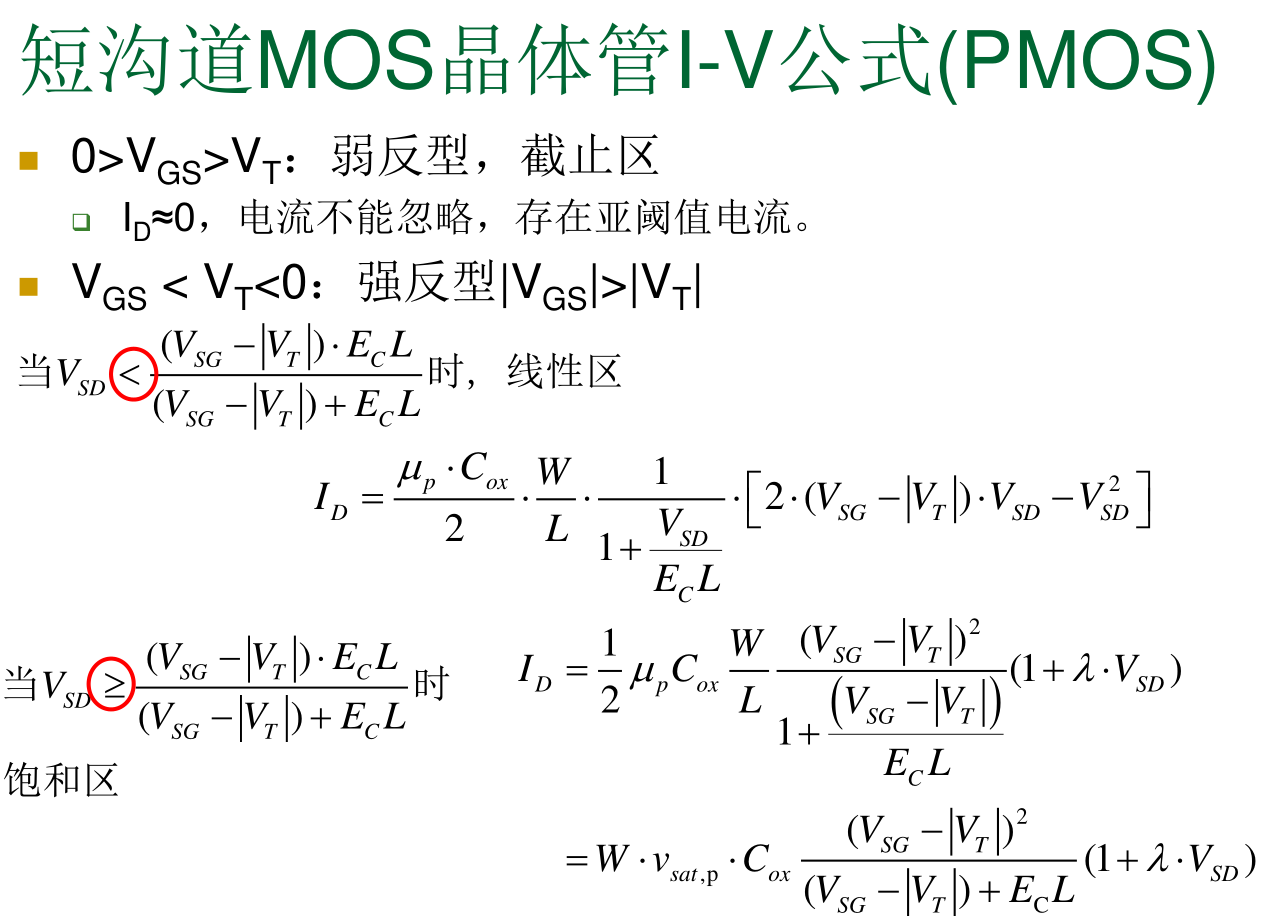 短沟道MOS晶体管I-V公式(PMOS)
■ 0>V_{GS}>V_T：弱反型，截止区
❑ I_D≈0，电流不能忽略，存在亚阈值电流。
■ V_{GS} < V_T<0：强反型|V_{GS}|>|V_T|
当 $V_{SD} < \frac{(V_{SG} - |V_T|) \cdot E_C L}{(V_{SG} - |V_T|) + E_C L}$ 时, 线性区
$I_D = \frac{\mu_p \cdot C_{ox}}{2} \cdot \frac{W}{L} \cdot \frac{1}{1 + \frac{V_{SD}}{E_C L}} \cdot \left[ 2 \cdot (V_{SG} - |V_T|) \cdot V_{SD} - V_{SD}^2 \right]$
当 $V_{SD} \geq \frac{(V_{SG} - |V_T|) \cdot E_C L}{(V_{SG} - |V_T|) + E_C L}$ 时
饱和区
$I_D = \frac{1}{2} \mu_p C_{ox} \frac{W}{L} \frac{(V_{SG} - |V_T|)^2}{1 + \frac{(V_{SG} - |V_T|)}{E_C L}} (1 + \lambda \cdot V_{SD})$
$= W \cdot v_{sat,p} \cdot C_{ox} \frac{(V_{SG} - |V_T|)^2}{(V_{SG} - |V_T|) + E_C L} (1 + \lambda \cdot V_{SD})$